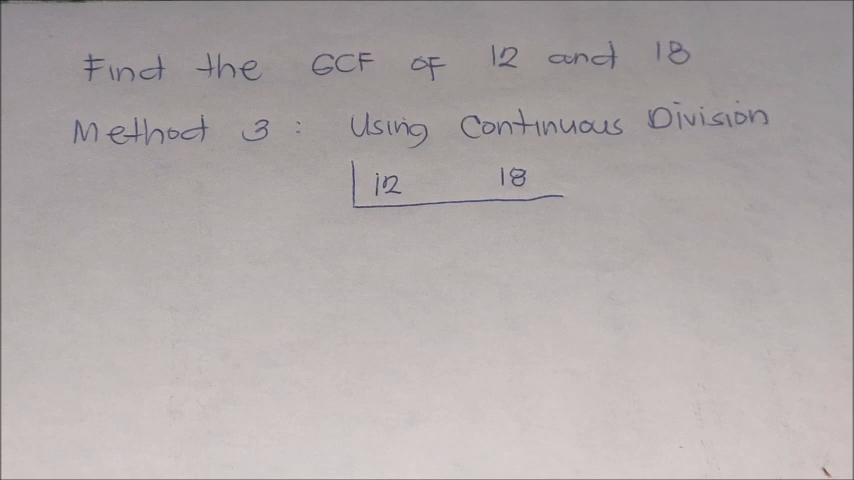 Find the GCF of 12 and 18
Method 3: Using Continuous Division
12 18